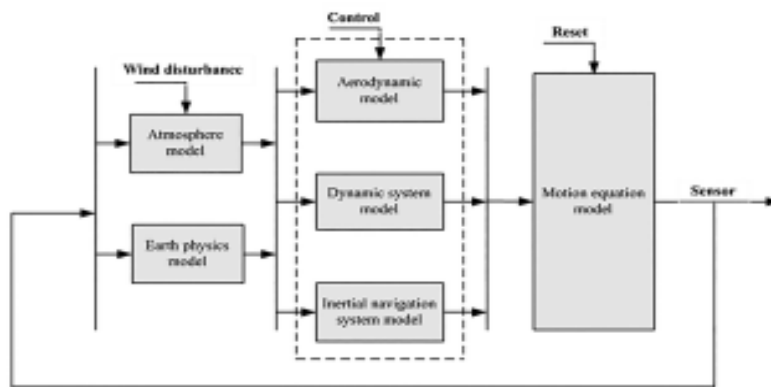 Control
Reset
Wind disturbance
Aerodynamic
model
Atmosphere
model
Dynamic system
model
Motion equation
model
Sensor
Earth physics
model
Inertial navigation
system model